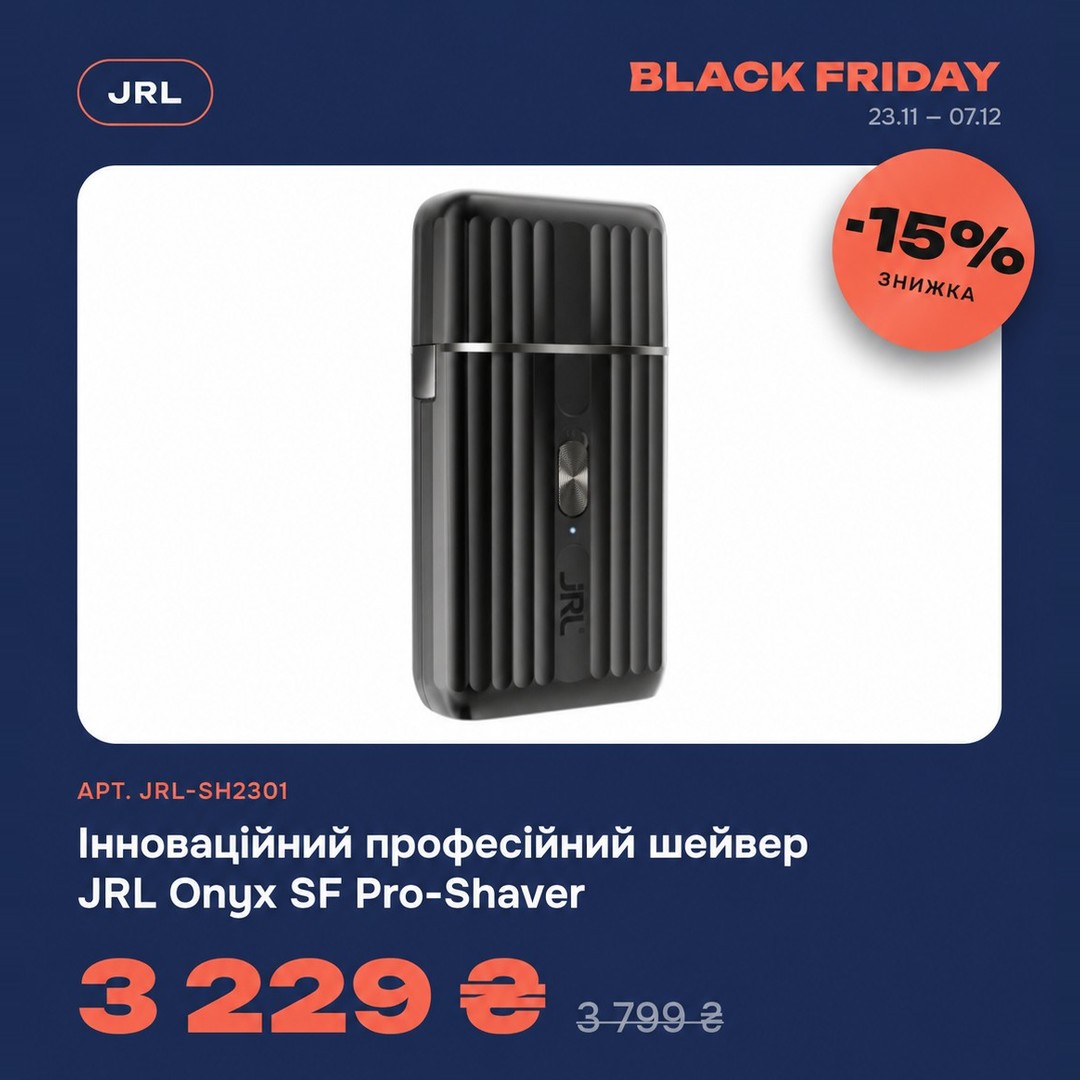 JRL
BLACK FRIDAY
23.11 – 07.12
-15%
ЗНИЖКА
JRL
АРТ. JRL-SH2301
Інноваційний професійний шейвер
JRL Onyx SF Pro-Shaver
3 229 ₴
3 799 ₴